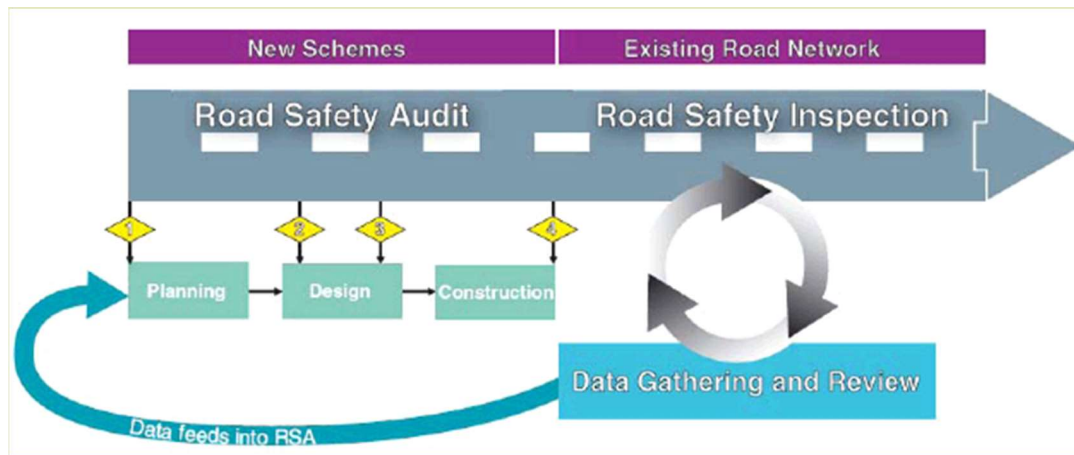 New Schemes
Existing Road Network
Road Safety Audit
Road Safety Inspection
1
2
3
4
Planning
Design
Construction
Data Gathering and Review
Data feeds into RSA